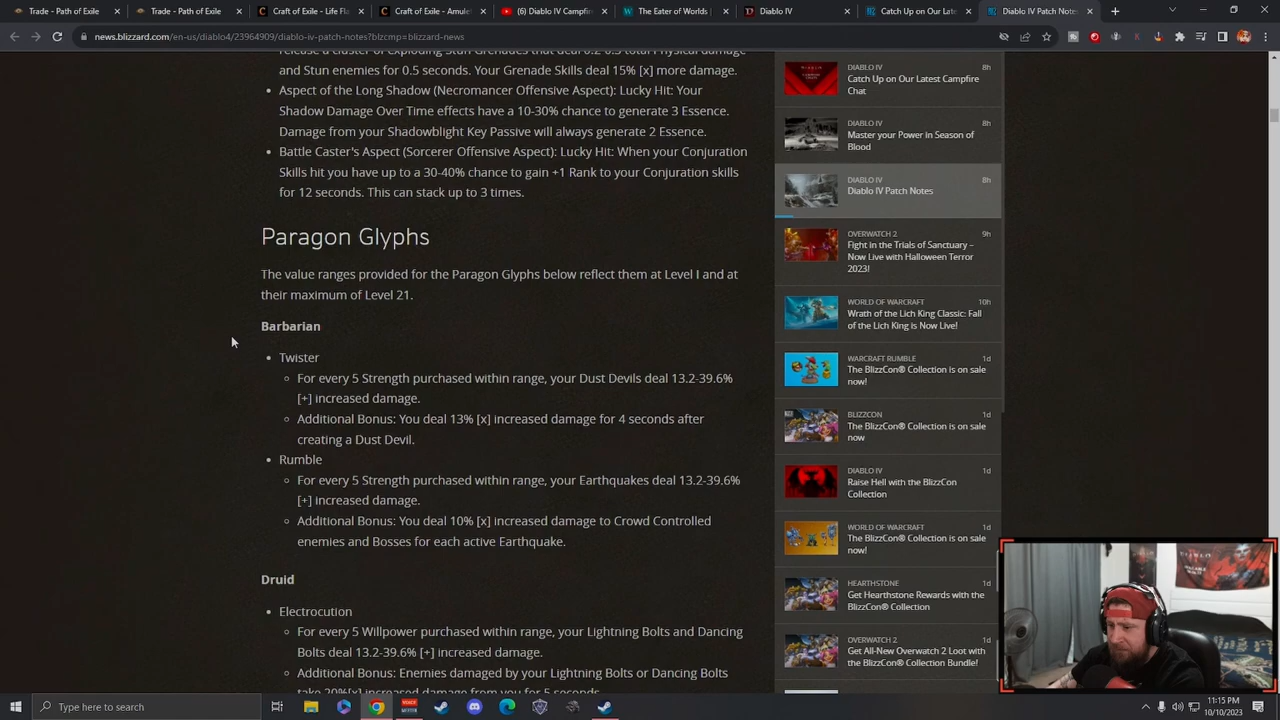 Trade - Path of Exile
Trade - Path of Exile
Craft of Exile - Life Fla
Craft of Exile - Amule
(6) Diablo IV Campfir
The Eater of Worlds
Diablo IV
Catch Up on Our Late
Diablo IV Patch Notes
news.blizzard.com/en-us/diablo4/23964909/diablo-iv-patch-notes?blzcmp=blizzard-news
and Stun enemies for 0.5 seconds. Your Grenade Skills deal 15% [x] more damage.
• Aspect of the Long Shadow (Necromancer Offensive Aspect): Lucky Hit: Your
Shadow Damage Over Time effects have a 10-30% chance to generate 1 Essence.
Damage from your Shadowblight Key Passive will always generate 2 Essence.
• Battle Caster's Aspect (Sorcerer Offensive Aspect): Lucky Hit: When your Conjuration
Skills hit you have up to a 30-40% chance to gain +1 Rank to your Conjuration skills
for 12 seconds. This can stack up to 3 times.
Paragon Glyphs
The value ranges provided for the Paragon Glyphs below reflect them at Level I and at
their maximum of Level 21.
Barbarian
• Twister
For every 5 Strength purchased within range, your Dust Devils deal 13.2-39.6%
[+] increased damage.
Additional Bonus: You deal 13% [x] increased damage for 4 seconds after
creating a Dust Devil.
• Rumble
For every 5 Strength purchased within range, your Earthquakes deal 13.2-39.6%
[+] increased damage.
Additional Bonus: You deal 10% [x] increased damage to Crowd Controlled
enemies and Bosses for each active Earthquake.
Druid
• Electrocution
For every 5 Willpower purchased within range, your Lightning Bolts and Dancing
Bolts deal 13.2-39.6% [+] increased damage.
Additional Bonus: Enemies damaged by your Lightning Bolts or Dancing Bolts
take 20%[x] increased damage from you for 5 seconds.
DIABLO IV 8h
Catch Up on Our Latest Campfire
Chat
DIABLO IV 8h
Master your Power in Season of
Blood
DIABLO IV 8h
Diablo IV Patch Notes
OVERWATCH 2 9h
Fight in the Trials of Sanctuary –
Now Live with Halloween Terror
2023!
WORLD OF WARCRAFT 10h
Wrath of the Lich King Classic: Fall
of the Lich King is Now Live!
WARCRAFT RUMBLE 1d
The BlizzCon® Collection is on sale
now!
BLIZZCON 1d
The BlizzCon® Collection is on sale
now
DIABLO IV 1d
Raise Hell with the BlizzCon
Collection
WORLD OF WARCRAFT 1d
The BlizzCon® Collection is on sale
now!
HEARTHSTONE 1d
Get Hearthstone Rewards with the
BlizzCon® Collection
OVERWATCH 2 1d
Get All-New Overwatch 2 Loot with
the BlizzCon® Collection Bundle!
Type here to search
11:15 PM
10/10/2023